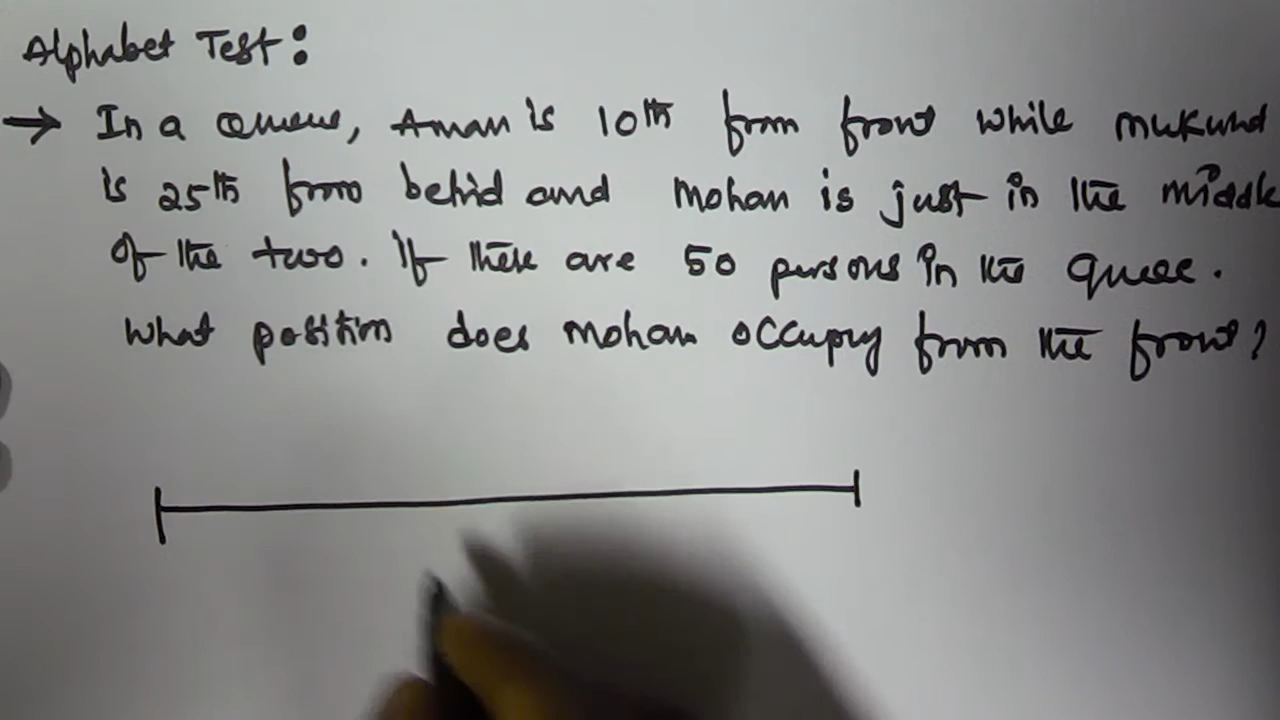 Alphabet Test:
→ In a queue, Aman is 10th from front while mukund
is 25th from behid and mohan is just in the middle
of the two. If there are 50 persons in the queue.
What position does mohan occupy from the front?